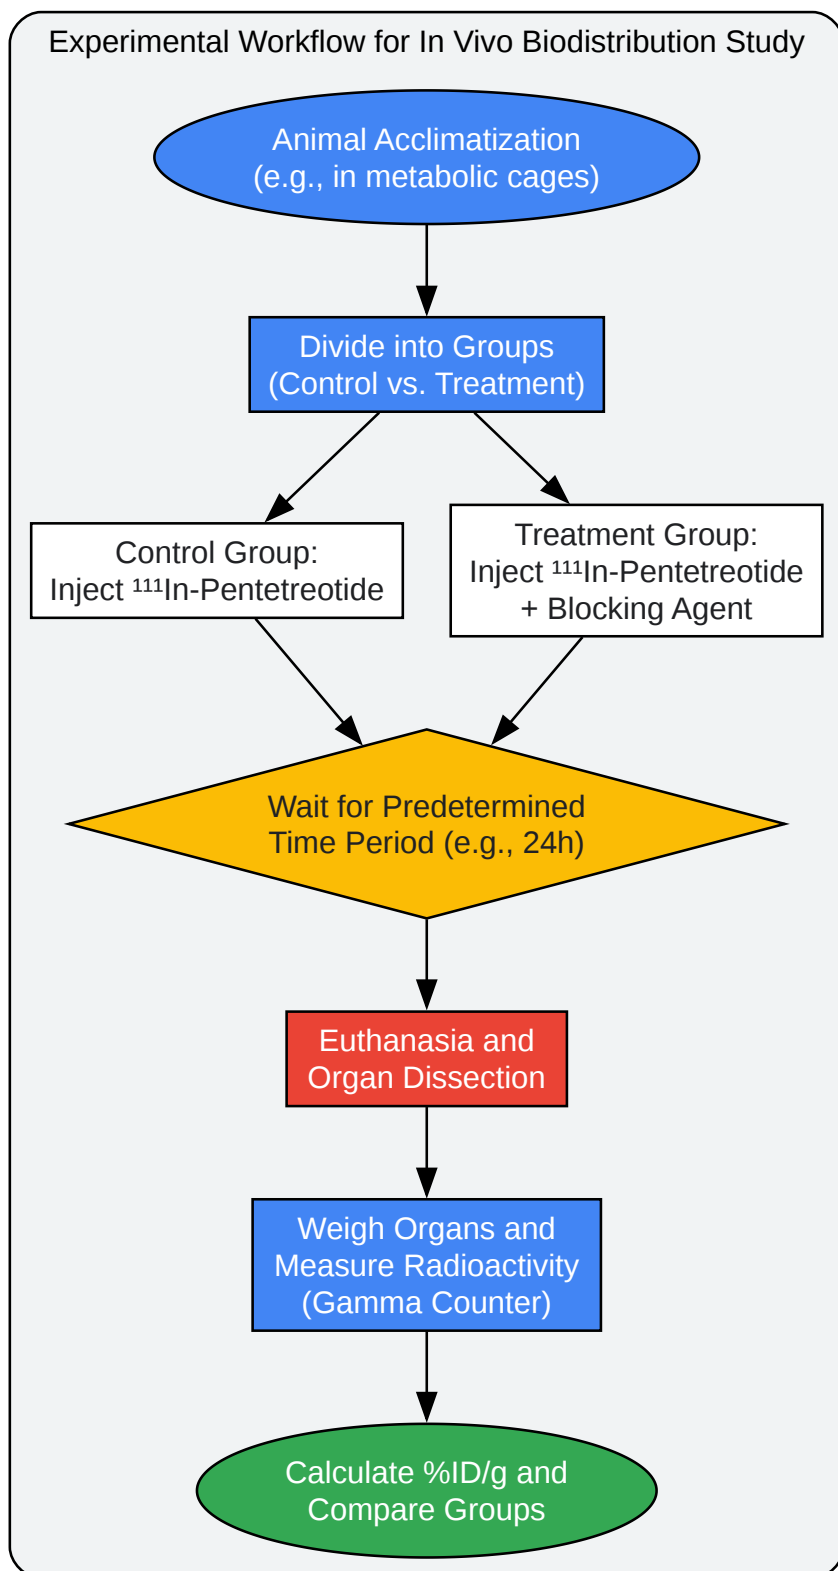 Experimental Workflow for In Vivo Biodistribution Study
Animal Acclimatization
(e.g., in metabolic cages)
Divide into Groups
(Control vs. Treatment)
Control Group:
Inject ¹¹¹In-Pentetreotide
Treatment Group:
Inject ¹¹¹In-Pentetreotide
+ Blocking Agent
Wait for Predetermined
Time Period (e.g., 24h)
Euthanasia and
Organ Dissection
Weigh Organs and
Measure Radioactivity
(Gamma Counter)
Calculate %ID/g and
Compare Groups